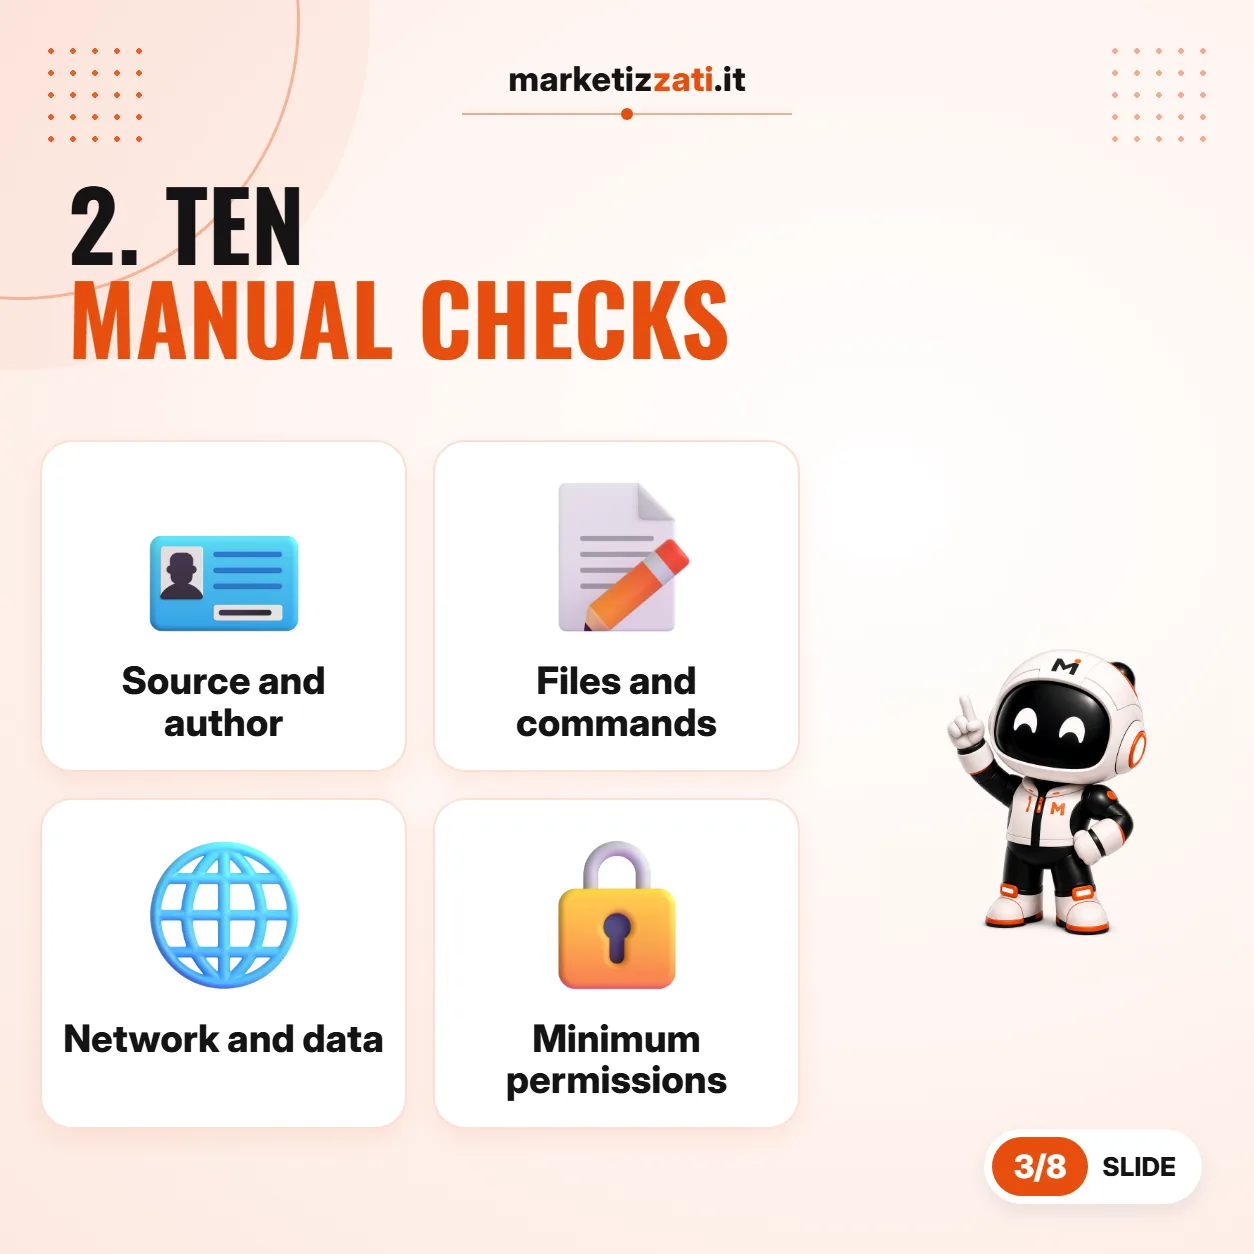 marketizzati.it
2. TEN
MANUAL CHECKS
Source and
author
Files and
commands
Network and data
Minimum
permissions
M
M
3/8 SLIDE